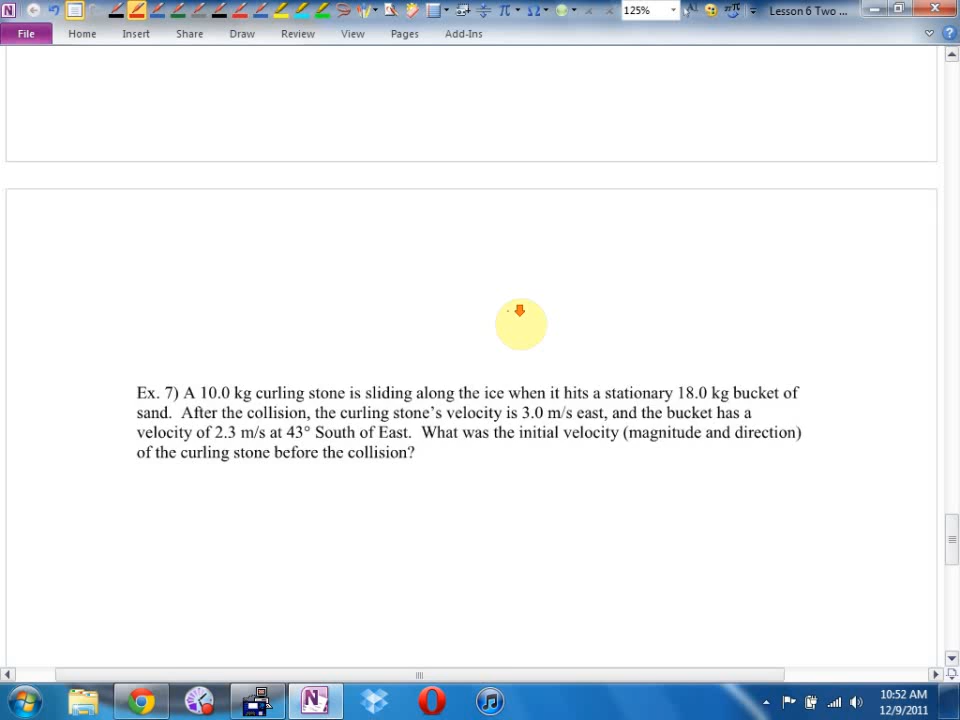 125%
Lesson 6 Two ...
File Home Insert Share Draw Review View Pages Add-Ins
Ex. 7) A 10.0 kg curling stone is sliding along the ice when it hits a stationary 18.0 kg bucket of
sand. After the collision, the curling stone's velocity is 3.0 m/s east, and the bucket has a
velocity of 2.3 m/s at 43° South of East. What was the initial velocity (magnitude and direction)
of the curling stone before the collision?
10:52 AM
12/9/2011